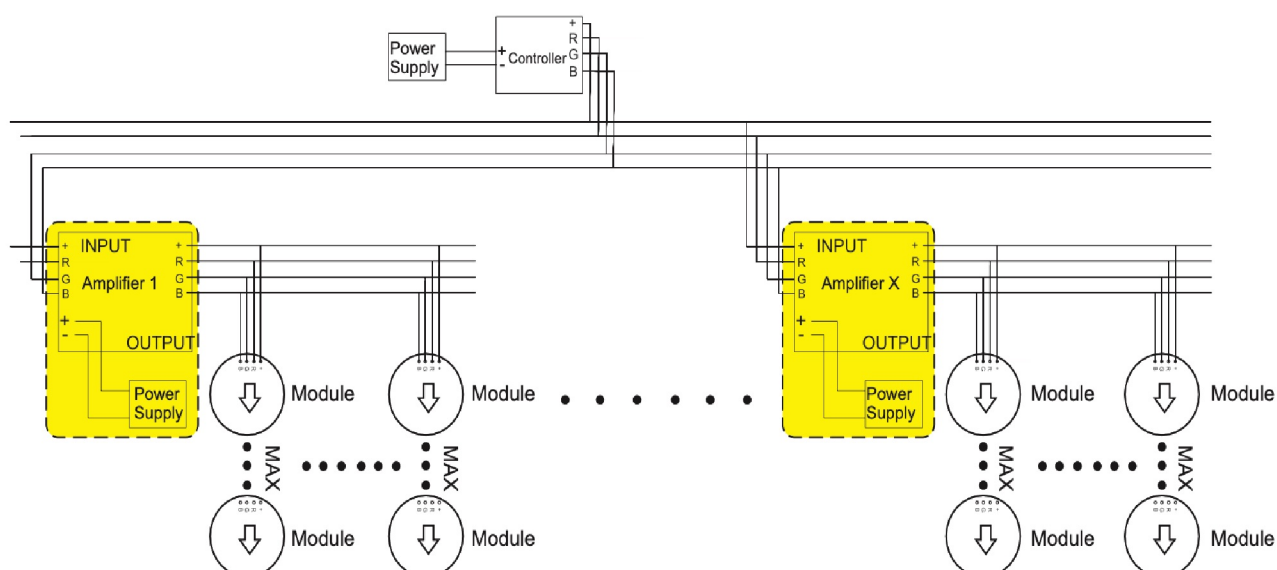 +
R
G
B
Power
Supply
+
-
Controller
+ INPUT +
R R
G Amplifier 1 G
B B
+
-
OUTPUT
Power
Supply
+ INPUT +
R R
G Amplifier X G
B B
+
-
OUTPUT
Power
Supply
Module
Module
Module
Module
MAX
MAX
MAX
MAX
Module
Module
Module
Module